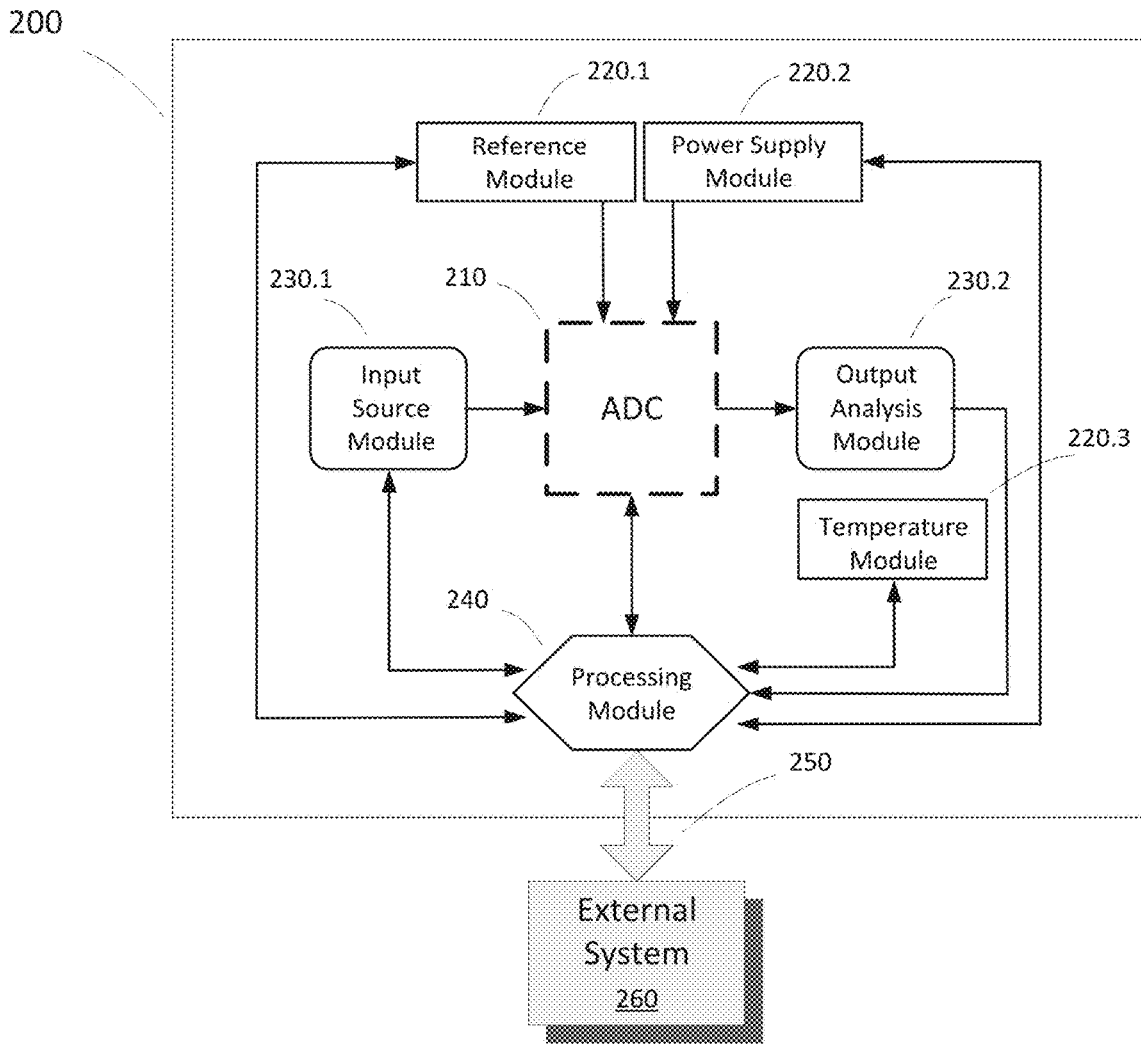 200
220.1
220.2
Reference
Module
Power Supply
Module
230.1
210
230.2
Input
Source
Module
ADC
Output
Analysis
Module
220.3
Temperature
Module
240
Processing
Module
250
External
System
260